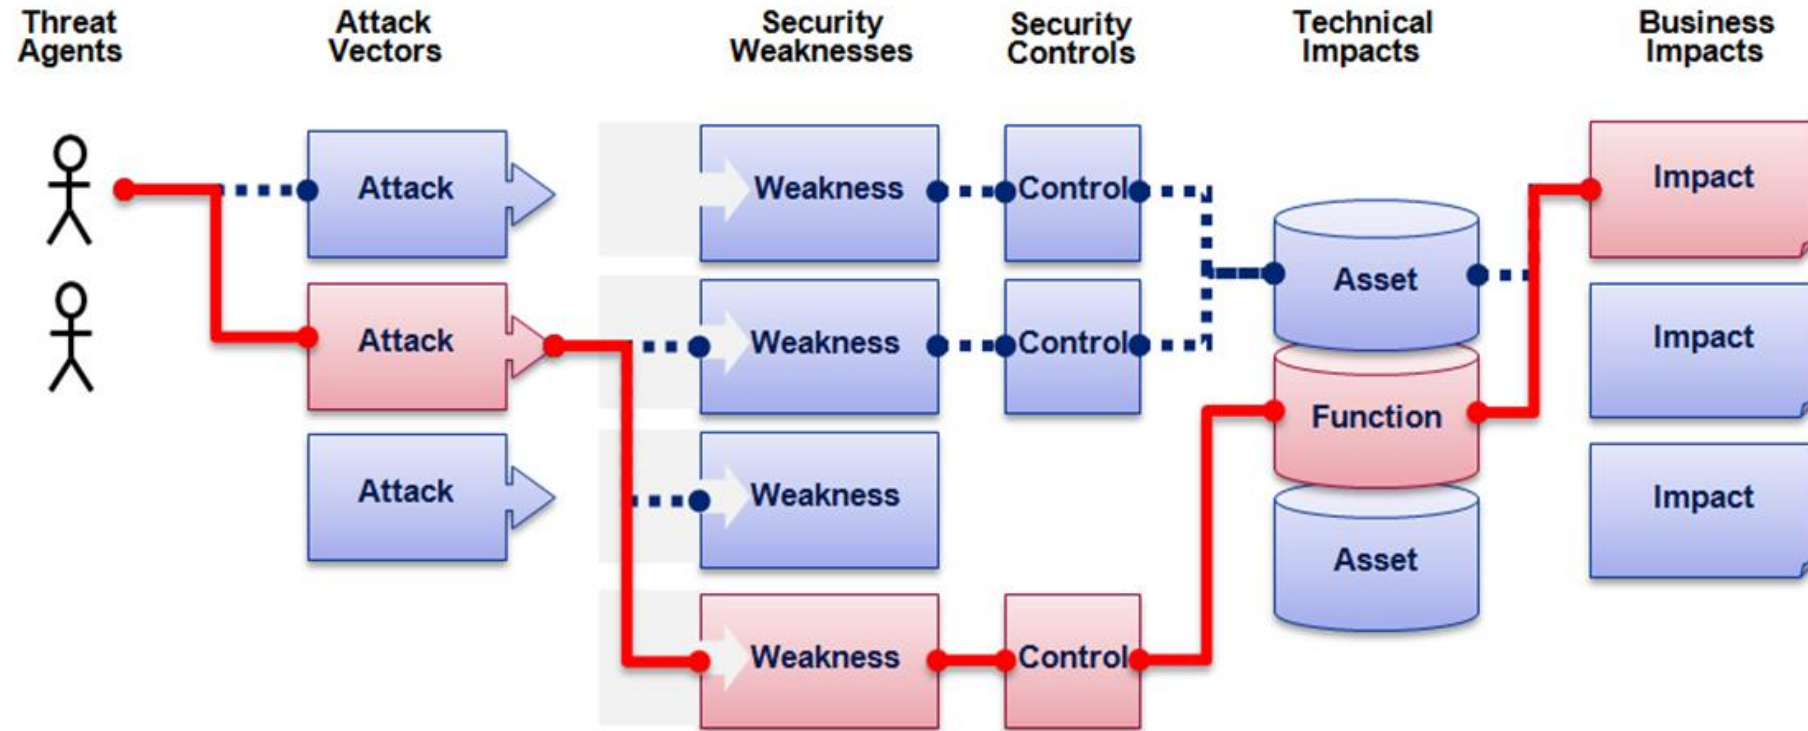 Threat
Agents
Attack
Vectors
Security
Weaknesses
Security
Controls
Technical
Impacts
Business
Impacts
Attack
Weakness
Control
Impact
Asset
Attack
Weakness
Control
Impact
Function
Attack
Weakness
Impact
Asset
Weakness
Control